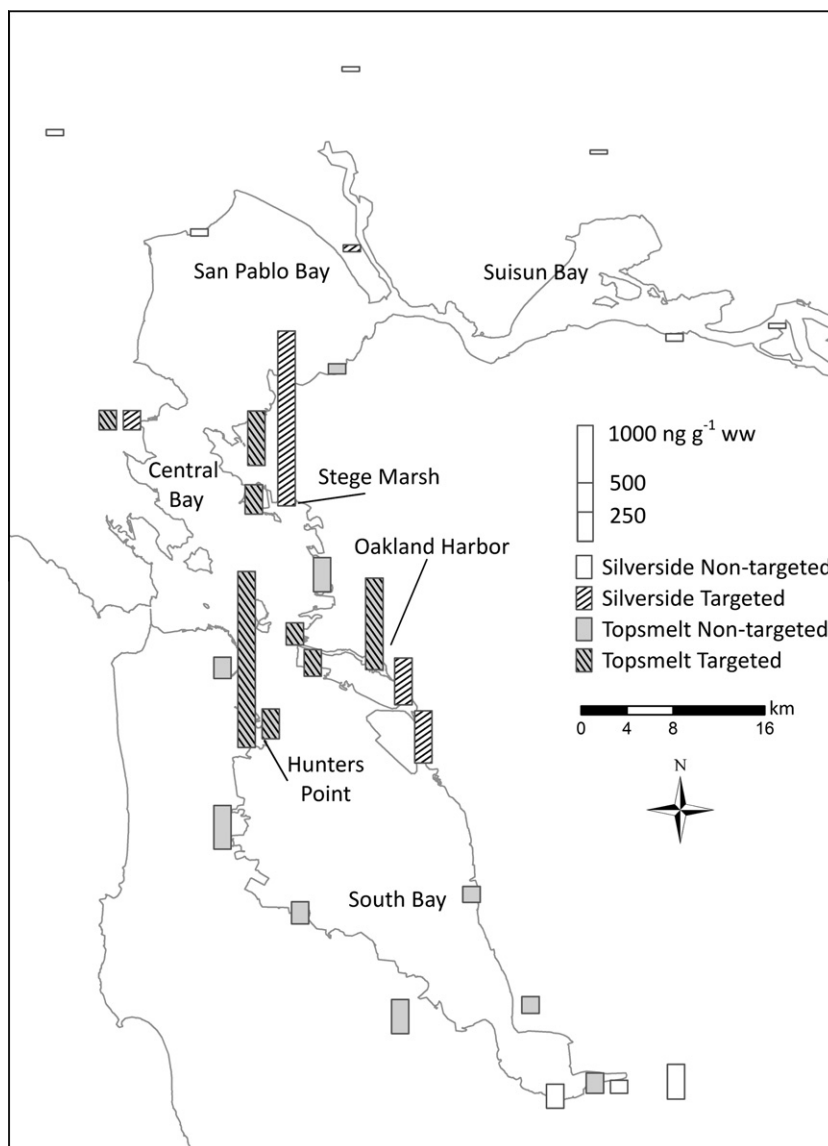 San Pablo Bay
Suisun Bay
1000 ng g⁻¹ ww
500
250
Central
Bay
Stege Marsh
Oakland Harbor
Silverside Non-targeted
Silverside Targeted
Topsmelt Non-targeted
Topsmelt Targeted
km
0 4 8 16
N
Hunters
Point
South Bay